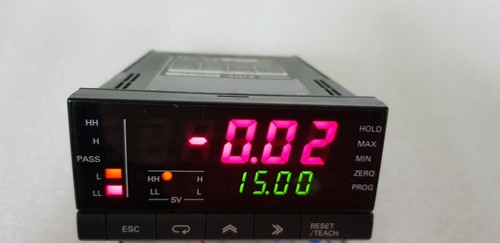 HH
H
PASS
L
LL
-0.02
15.00
HH H
LL L
SV
HOLD
MAX
MIN
ZERO
PROG
ESC
RESET
/TEACH